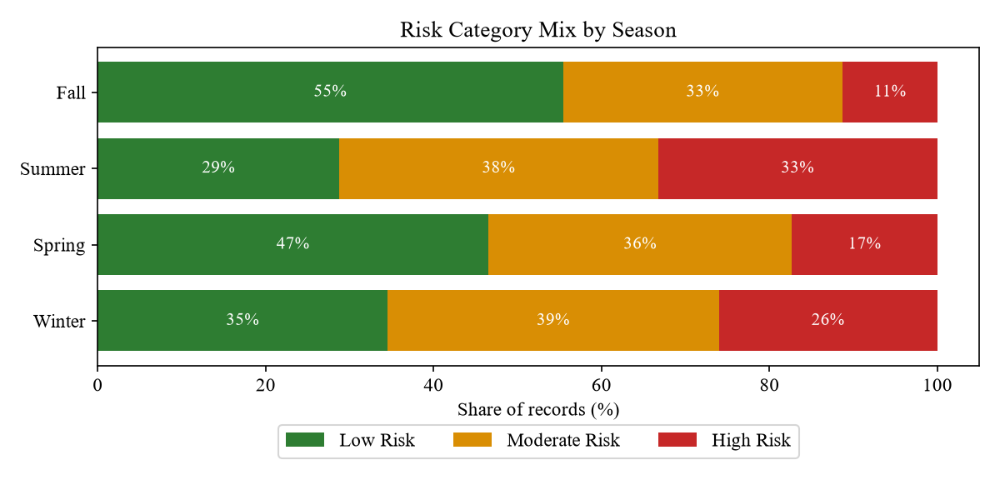 Risk Category Mix by Season
Fall
55%
33%
11%
Summer
29%
38%
33%
Spring
47%
36%
17%
Winter
35%
39%
26%
0 20 40 60 80 100
Share of records (%)
Low Risk Moderate Risk High Risk